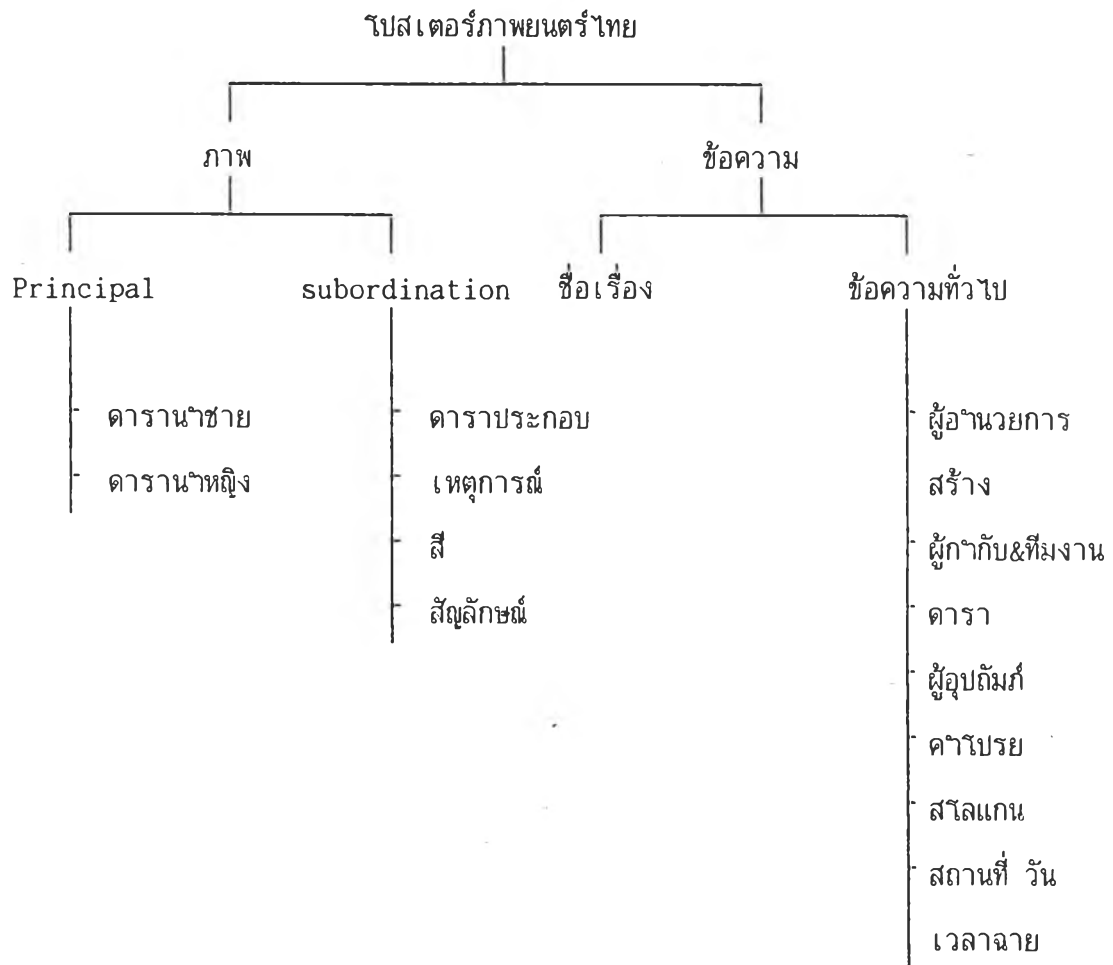 โปสเตอร์ภาพยนตร์ไทย
ภาพ
ข้อความ
Principal
subordination
ชื่อเรื่อง
ข้อความทั่วไป
ดารานำชาย
ดารานำหญิง
ดาราประกอบ
เหตุการณ์
สี
สัญลักษณ์
ผู้อำนวยการ
สร้าง
ผู้กำกับ&ทีมงาน
ดารา
ผู้อุปถัมภ์
คำโปรย
สโลแกน
สถานที่ วัน
เวลาฉาย